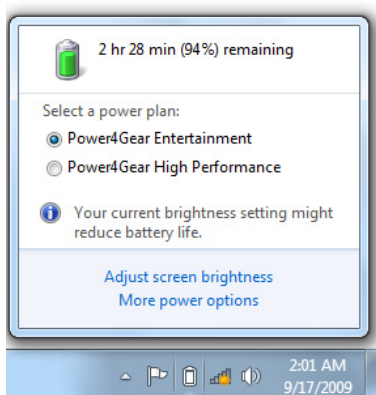 2 hr 28 min (94%) remaining
Select a power plan:
Power4Gear Entertainment
Power4Gear High Performance
Your current brightness setting might
reduce battery life.
Adjust screen brightness
More power options
2:01 AM
9/17/2009